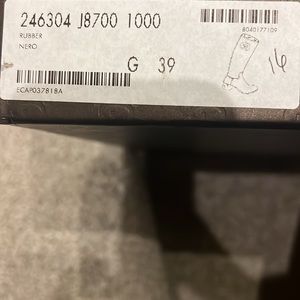 246304 J8700 1000
RUBBER
NERO
8040177109
G 39
16
ECAP037818A